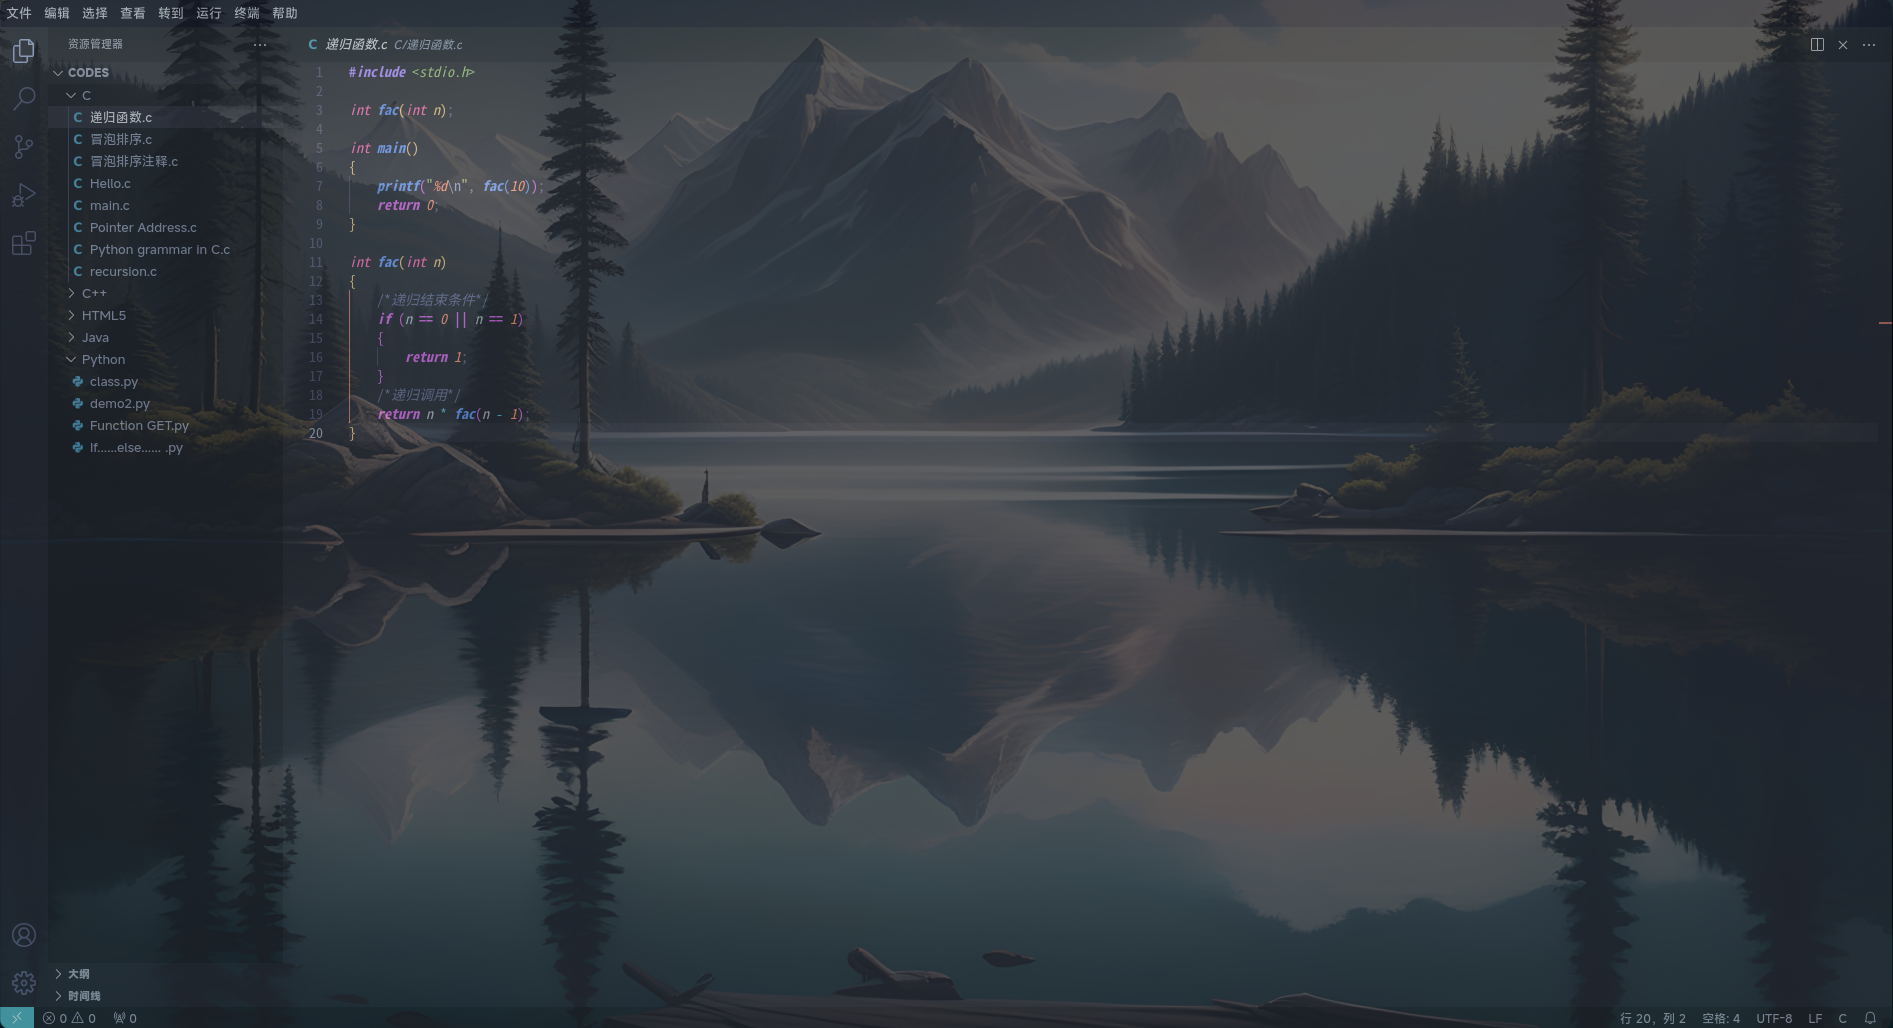 文件 编辑 选择 查看 转到 运行 终端 帮助
资源管理器 ···
CODES
C
递归函数.c
冒泡排序.c
冒泡排序注释.c
Hello.c
main.c
Pointer Address.c
Python grammar in C.c
recursion.c
C++
HTML5
Java
Python
class.py
demo2.py
Function GET.py
If......else...... .py
大纲
时间线
C 递归函数.c C/递归函数.c
1 #include <stdio.h>
2
3 int fac(int n);
4
5 int main()
6 {
7     printf("%d\n", fac(10));
8     return 0;
9 }
10
11 int fac(int n)
12 {
13     /*递归结束条件*/
14     if (n == 0 || n == 1)
15     {
16         return 1;
17     }
18     /*递归调用*/
19     return n * fac(n - 1);
20 }
0 0 0
行 20，列 2 空格: 4 UTF-8 LF C